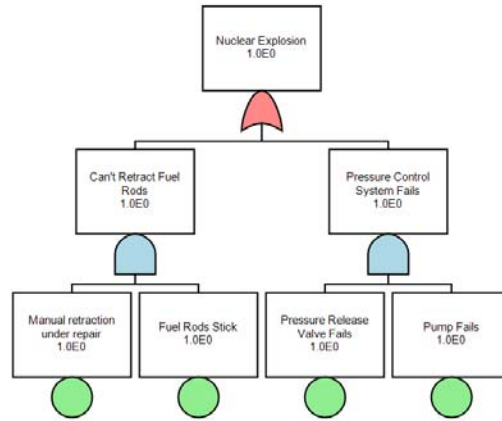 Nuclear Explosion
1.0E0
Can't Retract Fuel
Rods
1.0E0
Pressure Control
System Fails
1.0E0
Manual retraction
under repair
1.0E0
Fuel Rods Stick
1.0E0
Pressure Release
Valve Fails
1.0E0
Pump Fails
1.0E0